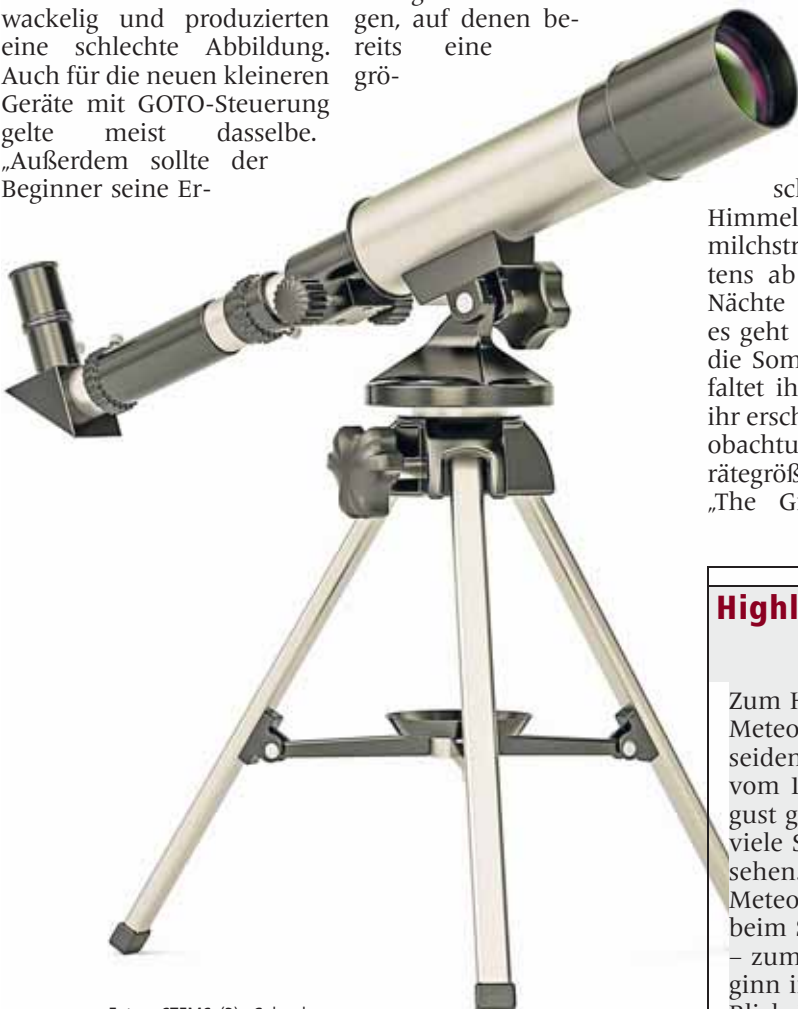 wackelig und produzierten
eine schlechte Abbildung.
Auch für die neuen kleineren
Geräte mit GOTO-Steuerung
gelte meist dasselbe.
„Außerdem sollte der
Beginner seine Er-
gen, auf denen be-
reits eine
grö-
Himmel
milchstr
tens ab
Nächte
es geht
die Som
faltet ih
ihr ersch
obachtu
rätegröß
„The G
Highl
Zum H
Meteo
seiden
vom 1
gust g
viele S
sehen.
Meteo
beim S
– zum
ginn i